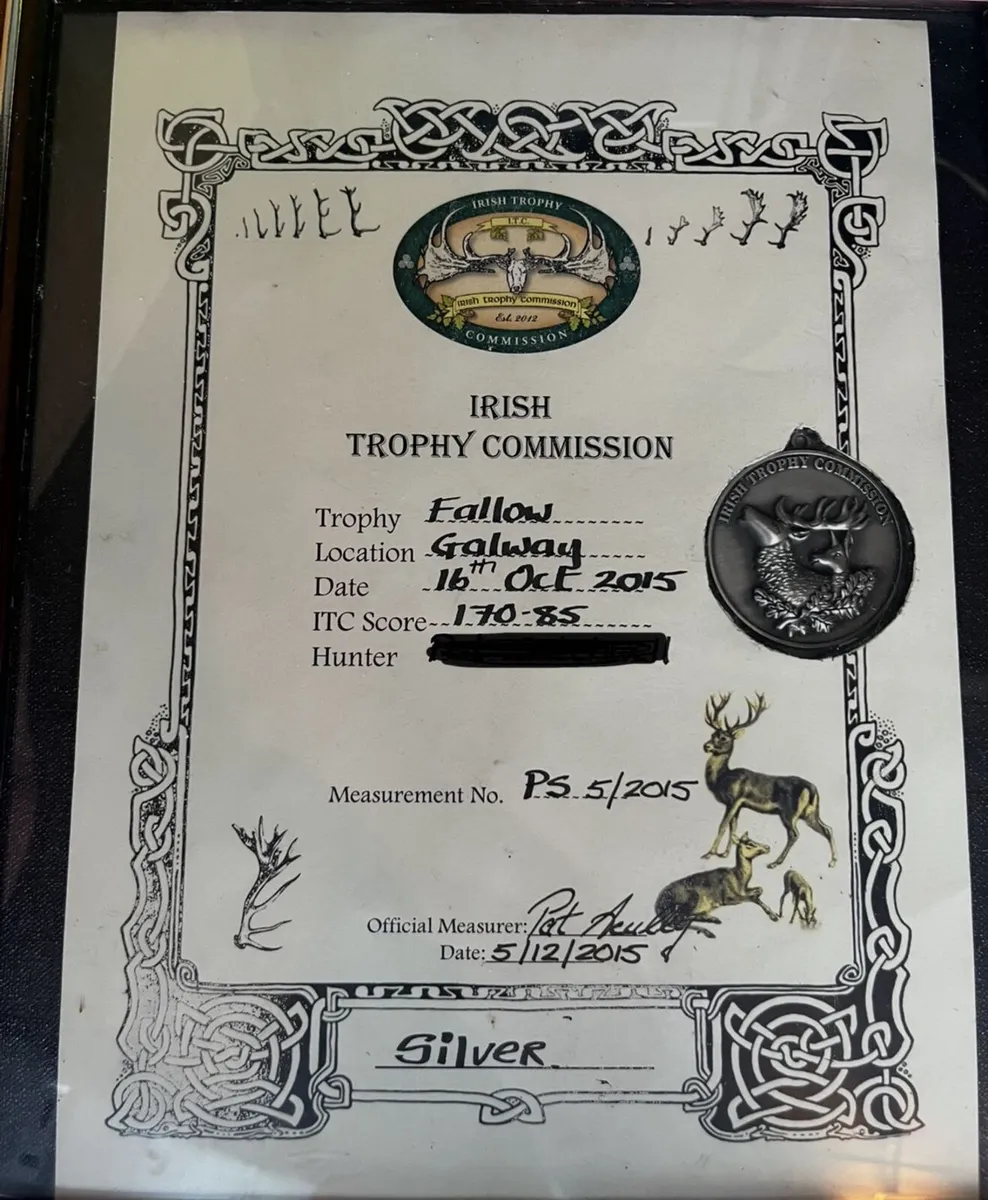 IRISH TROPHY
I.T.C.
Irish trophy commission
Est. 2012
COMMISSION
IRISH
TROPHY COMMISSION
IRISH TROPHY COMMISSION
Trophy Fallow
Location Galway
Date 16th Oct 2015
ITC Score 170-85
Hunter
Measurement No. PS 5/2015
Official Measurer: Pat
Date: 5/12/2015
Silver